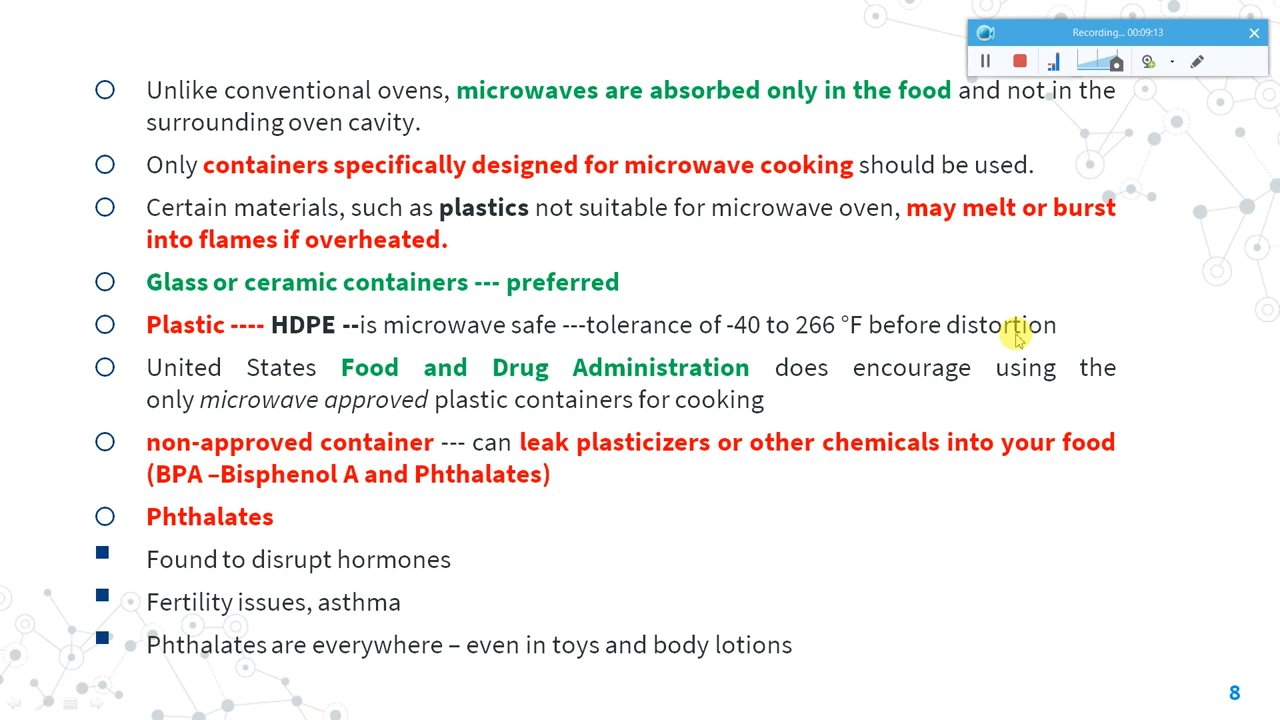 Recording... 00:09:13
Unlike conventional ovens, microwaves are absorbed only in the food and not in the
surrounding oven cavity.
Only containers specifically designed for microwave cooking should be used.
Certain materials, such as plastics not suitable for microwave oven, may melt or burst
into flames if overheated.
Glass or ceramic containers --- preferred
Plastic ---- HDPE --is microwave safe ---tolerance of -40 to 266 °F before distortion
United States Food and Drug Administration does encourage using the
only microwave approved plastic containers for cooking
non-approved container --- can leak plasticizers or other chemicals into your food
(BPA –Bisphenol A and Phthalates)
Phthalates
Found to disrupt hormones
Fertility issues, asthma
Phthalates are everywhere – even in toys and body lotions
8